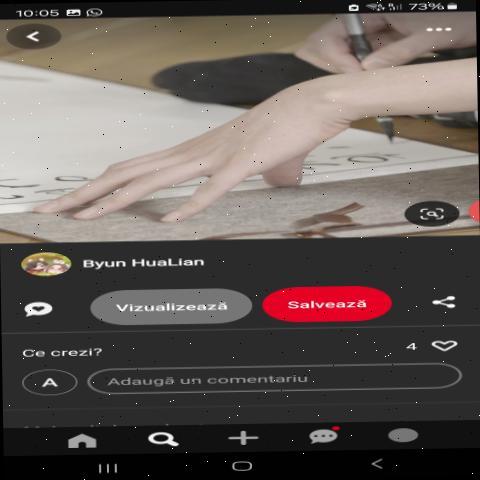 10:05
73%
Byun HuaLian
Vizualizează
Salvează
Ce crezi?
4
A
Adaugă un comentariu